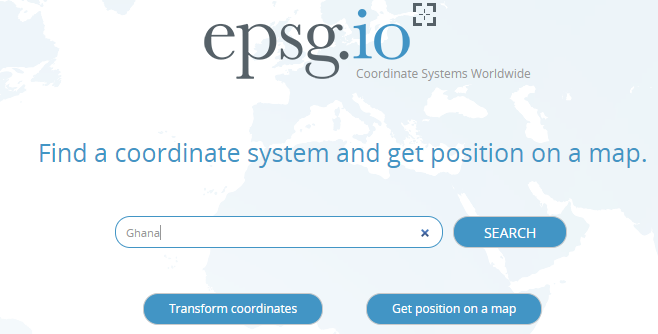 epsg.io
Coordinate Systems Worldwide
Find a coordinate system and get position on a map.
Ghana × SEARCH
Transform coordinates Get position on a map